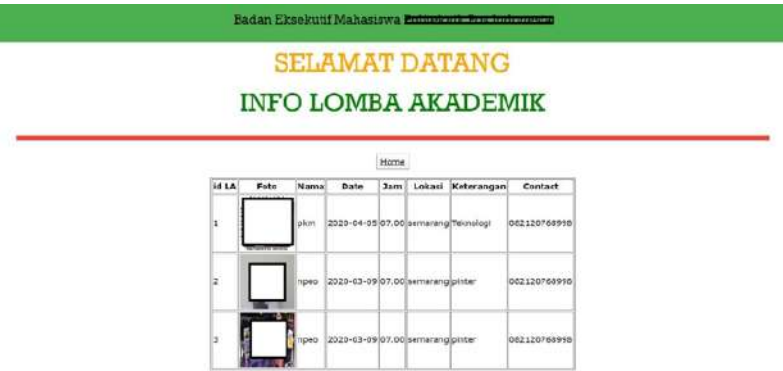 Badan Eksekutif Mahasiswa
SELAMAT DATANG
INFO LOMBA AKADEMIK
Home
id LA Foto Nama Date Jam Lokasi Keterangan Contact
1 pkm 2020-04-05 07.00 semarang Teknologi 082120768998
2 npeo 2020-03-09 07.00 semarang pinter 082120768998
3 npeo 2020-03-09 07.00 semarang pinter 082120768998